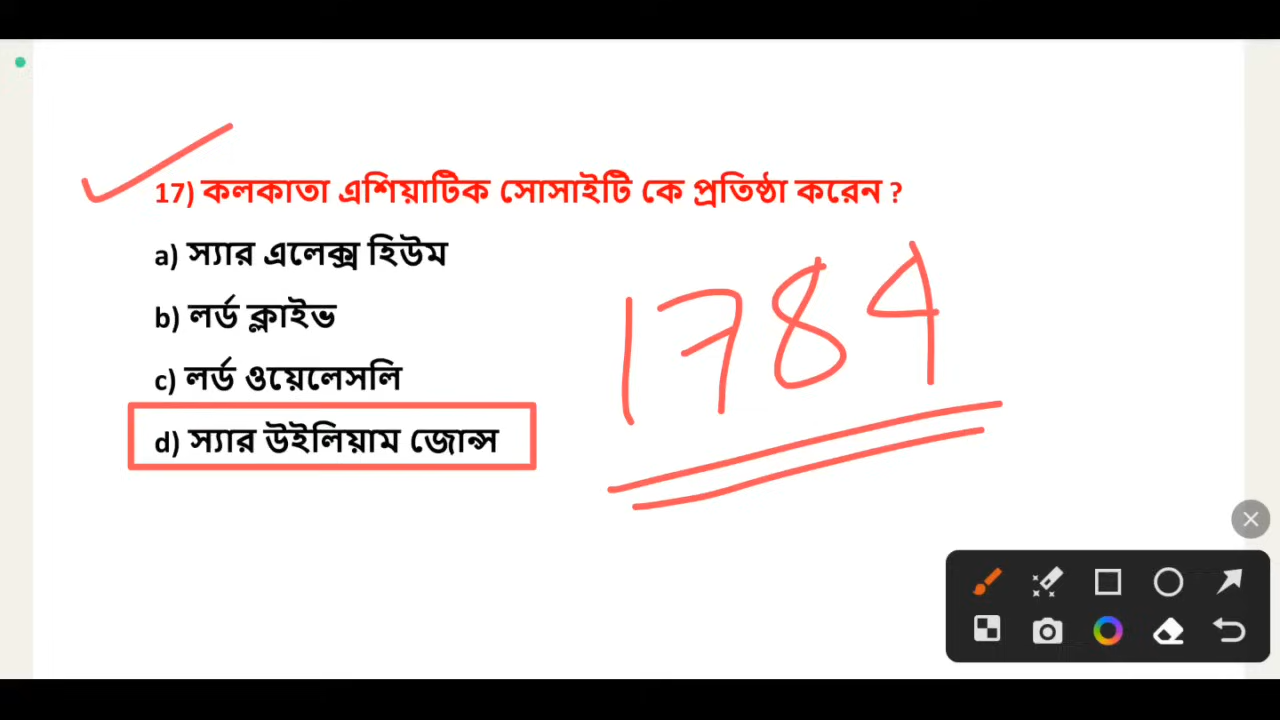 17) কলকাতা এশিয়াটিক সোসাইটি কে প্রতিষ্ঠা করেন ?
a) স্যার এলেক্স হিউম
b) লর্ড ক্লাইভ
c) লর্ড ওয়েলেসলি
d) স্যার উইলিয়াম জোন্স
1784